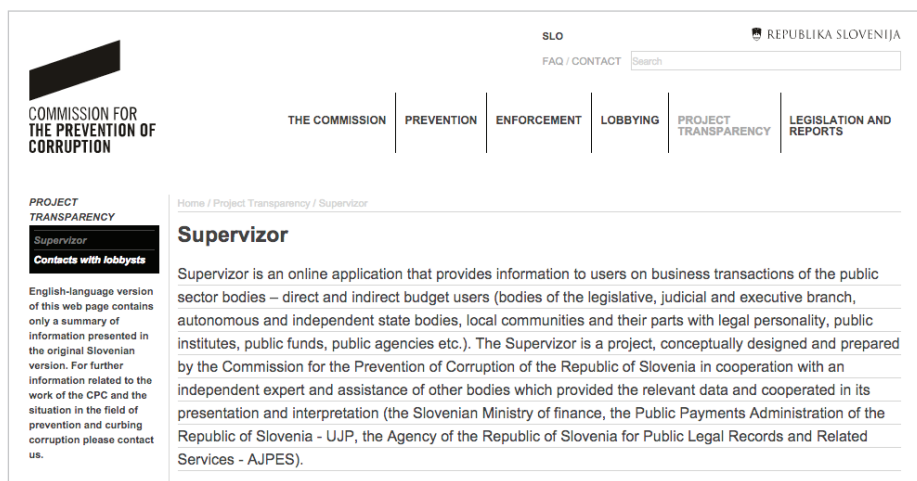 SLO
REPUBLIKA SLOVENIJA
FAQ / CONTACT
Search
COMMISSION FOR
THE PREVENTION OF
CORRUPTION
THE COMMISSION
PREVENTION
ENFORCEMENT
LOBBYING
PROJECT
TRANSPARENCY
LEGISLATION AND
REPORTS
PROJECT
TRANSPARENCY
Supervizor
Contacts with lobbysts
English-language version
of this web page contains
only a summary of
information presented in
the original Slovenian
version. For further
information related to the
work of the CPC and the
situation in the field of
prevention and curbing
corruption please contact
us.
Home / Project Transparency / Supervizor
Supervizor
Supervizor is an online application that provides information to users on business transactions of the public
sector bodies – direct and indirect budget users (bodies of the legislative, judicial and executive branch,
autonomous and independent state bodies, local communities and their parts with legal personality, public
institutes, public funds, public agencies etc.). The Supervizor is a project, conceptually designed and prepared
by the Commission for the Prevention of Corruption of the Republic of Slovenia in cooperation with an
independent expert and assistance of other bodies which provided the relevant data and cooperated in its
presentation and interpretation (the Slovenian Ministry of finance, the Public Payments Administration of the
Republic of Slovenia - UJP, the Agency of the Republic of Slovenia for Public Legal Records and Related
Services - AJPES).